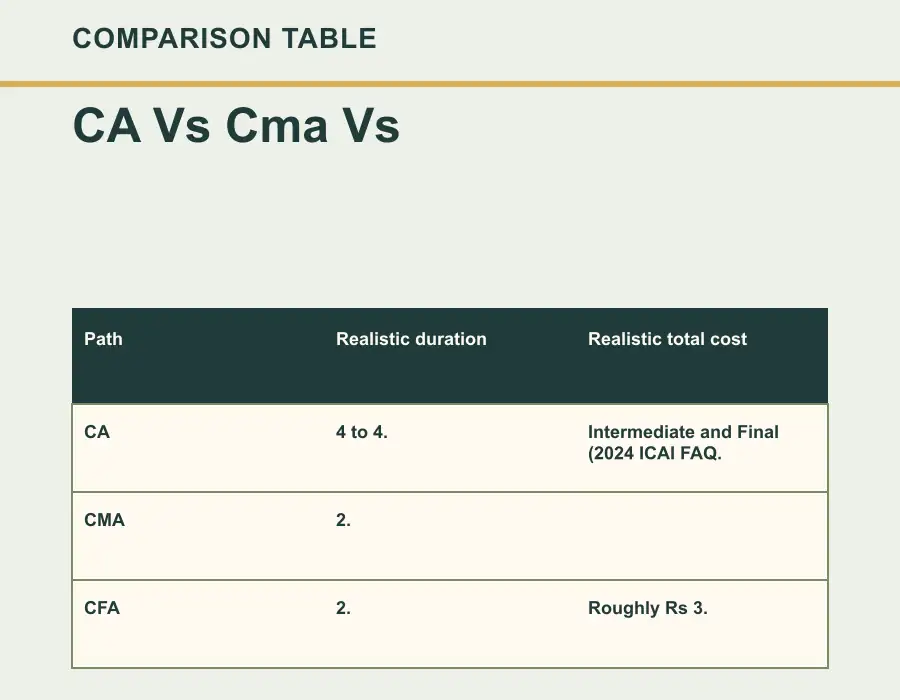 COMPARISON TABLE
CA Vs Cma Vs
Path Realistic duration Realistic total cost
CA 4 to 4. Intermediate and Final
(2024 ICAI FAQ.
CMA 2.
CFA 2. Roughly Rs 3.